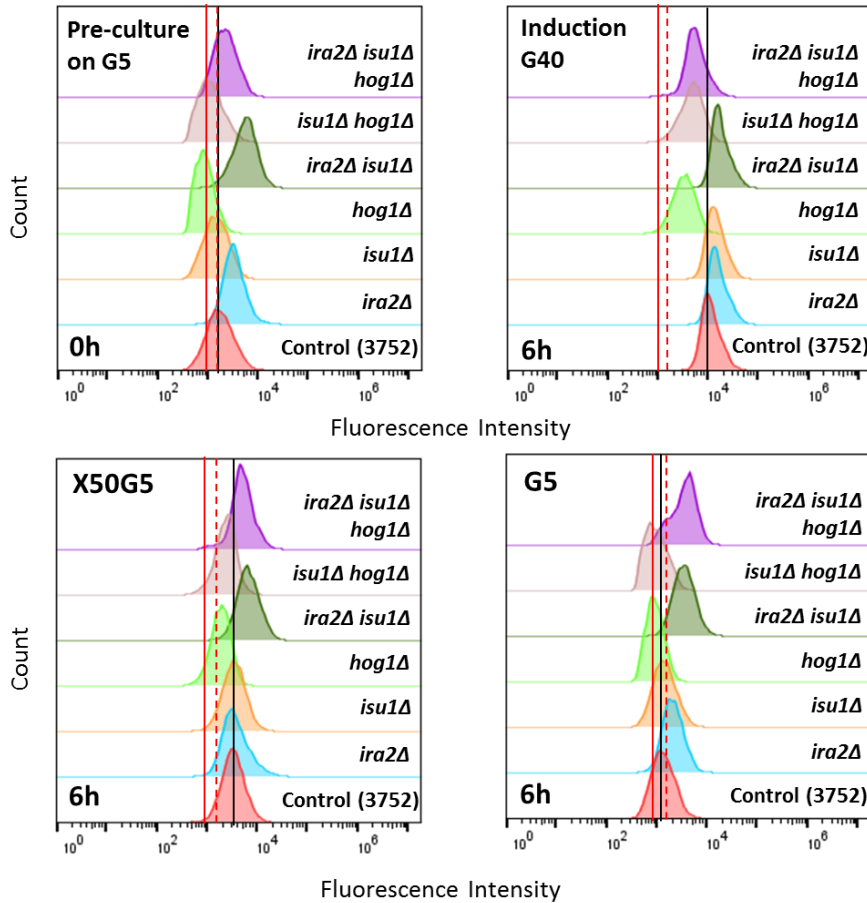 Pre-culture
on G5
ira2Δ isu1Δ
hog1Δ
isu1Δ hog1Δ
ira2Δ isu1Δ
hog1Δ
isu1Δ
ira2Δ
0h
Control (3752)
10^0 10^2 10^4 10^6
Induction
G40
ira2Δ isu1Δ
hog1Δ
isu1Δ hog1Δ
ira2Δ isu1Δ
hog1Δ
isu1Δ
ira2Δ
6h
Control (3752)
10^0 10^2 10^4 10^6
Count
Fluorescence Intensity
X50G5
ira2Δ isu1Δ
hog1Δ
isu1Δ hog1Δ
ira2Δ isu1Δ
hog1Δ
isu1Δ
ira2Δ
6h
Control (3752)
10^0 10^2 10^4 10^6
G5
ira2Δ isu1Δ
hog1Δ
isu1Δ hog1Δ
ira2Δ isu1Δ
hog1Δ
isu1Δ
ira2Δ
6h
Control (3752)
10^0 10^2 10^4 10^6
Count
Fluorescence Intensity